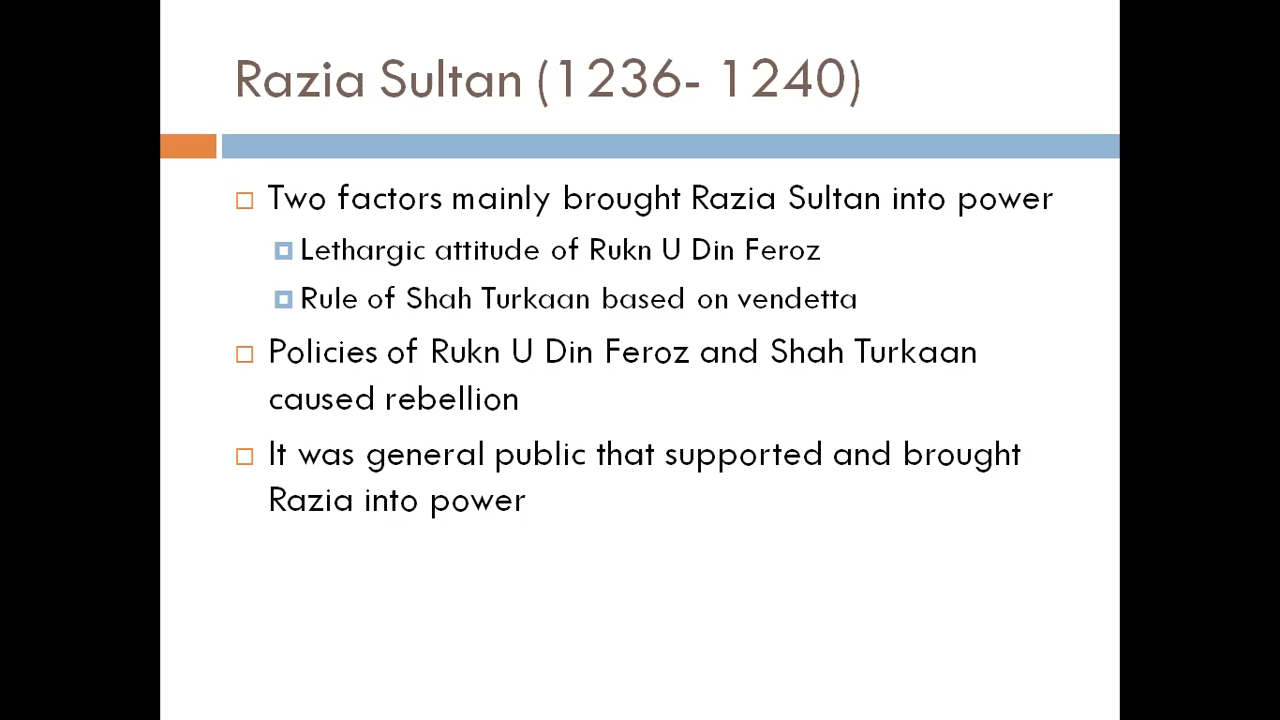 Razia Sultan (1236- 1240)
Two factors mainly brought Razia Sultan into power
Lethargic attitude of Rukn U Din Feroz
Rule of Shah Turkaan based on vendetta
Policies of Rukn U Din Feroz and Shah Turkaan
caused rebellion
It was general public that supported and brought
Razia into power